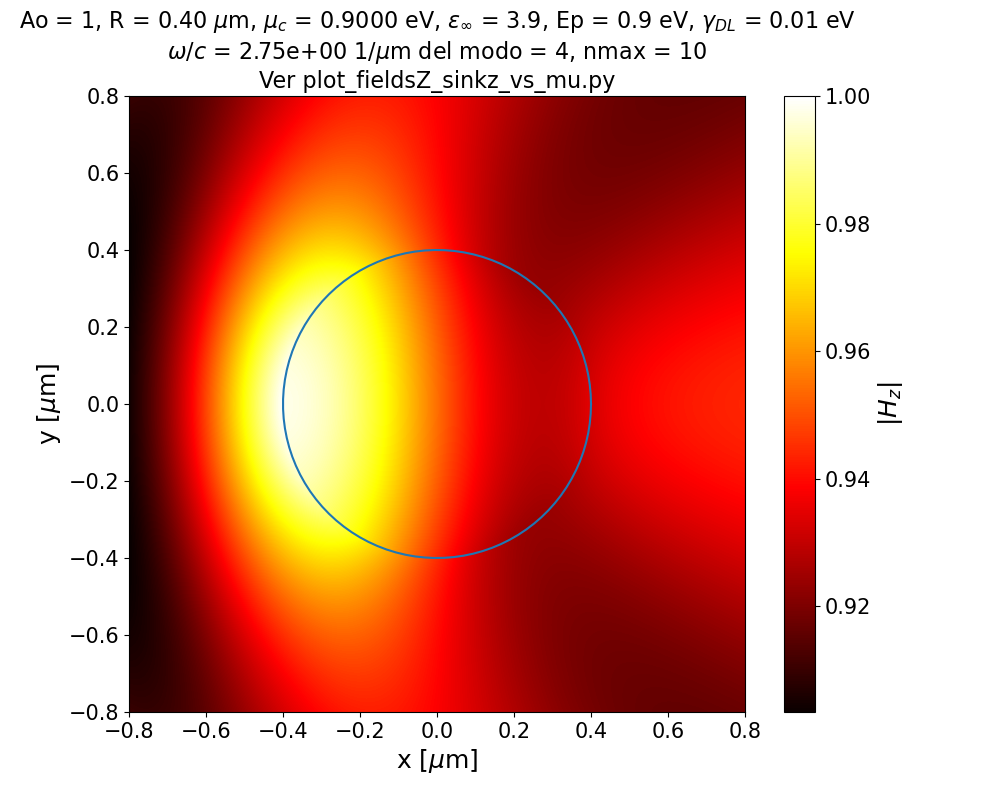 Ao = 1, R = 0.40 μm, μc = 0.9000 eV, ε∞ = 3.9, Ep = 0.9 eV, γDL = 0.01 eV
ω/c = 2.75e+00 1/μm del modo = 4, nmax = 10
Ver plot_fieldsZ_sinkz_vs_mu.py
0.8
0.6
0.4
0.2
0.0
−0.2
−0.4
−0.6
−0.8
y [μm]
−0.8 −0.6 −0.4 −0.2 0.0 0.2 0.4 0.6 0.8
x [μm]
1.00
0.98
0.96
0.94
0.92
|Hz|